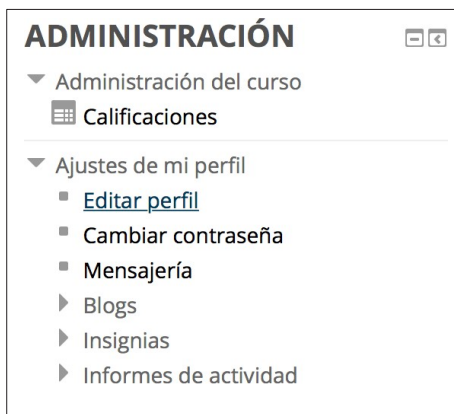 ADMINISTRACIÓN
Administración del curso
Calificaciones
Ajustes de mi perfil
Editar perfil
Cambiar contraseña
Mensajería
Blogs
Insignias
Informes de actividad